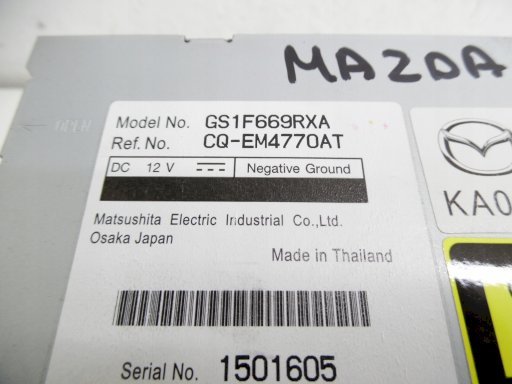 MAZDA
Model No. GS1F669RXA
Ref. No. CQ-EM4770AT
DC 12 V Negative Ground
Matsushita Electric Industrial Co.,Ltd.
Osaka Japan
Made in Thailand
KA0
Serial No. 1501605